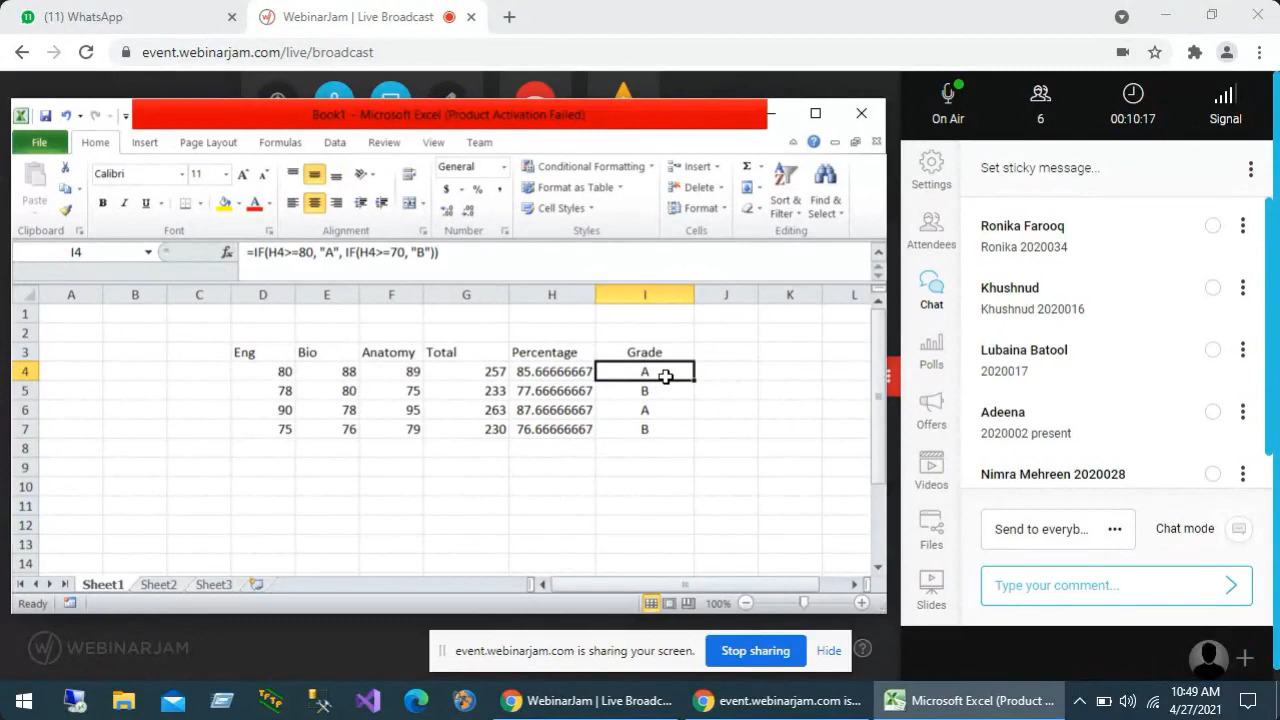 (11) WhatsApp
WebinarJam | Live Broadcast
event.webinarjam.com/live/broadcast
Book1 - Microsoft Excel (Product Activation Failed)
File Home Insert Page Layout Formulas Data Review View Team
Paste
Clipboard
Calibri 11
B I U
Font
Alignment
General
$ % ,
Number
Conditional Formatting
Format as Table
Cell Styles
Styles
Insert
Delete
Format
Cells
Sort & Filter
Find & Select
Editing
I4 fx =IF(H4>=80, "A", IF(H4>=70, "B"))
A B C D E F G H I J K L
1
2
3 Eng Bio Anatomy Total Percentage Grade
4 80 88 89 257 85.66666667 A
5 78 80 75 233 77.66666667 B
6 90 78 95 263 87.66666667 A
7 75 76 79 230 76.66666667 B
8
9
10
11
12
13
14
Sheet1 Sheet2 Sheet3
Ready 100%
event.webinarjam.com is sharing your screen. Stop sharing Hide
WEBINARJAM
On Air 6 00:10:17 Signal
Settings
Attendees
Chat
Polls
Offers
Videos
Files
Slides
Set sticky message...
Ronika Farooq
Ronika 2020034
Khushnud
Khushnud 2020016
Lubaina Batool
2020017
Adeena
2020002 present
Nimra Mehreen 2020028
Send to everyb... Chat mode
Type your comment...
WebinarJam | Live Broadc...
event.webinarjam.com is...
Microsoft Excel (Product ...
10:49 AM
4/27/2021